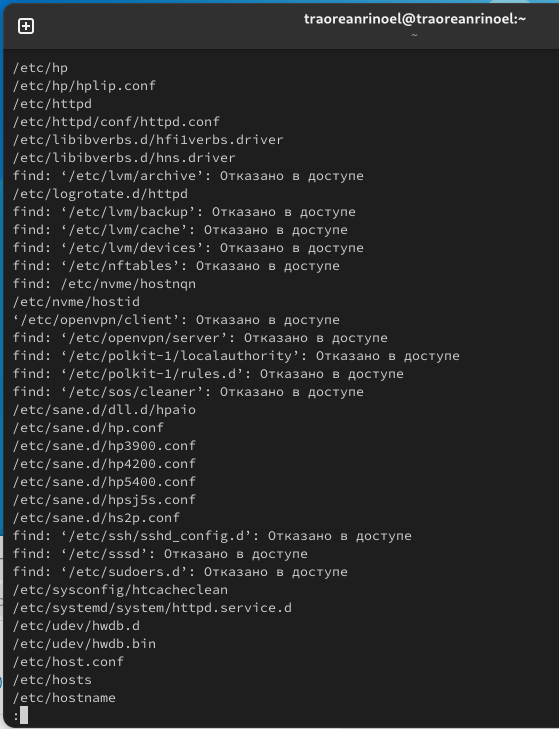 traoreanrinoel@traoreanrinoel:~
~
/etc/hp
/etc/hp/hplip.conf
/etc/httpd
/etc/httpd/conf/httpd.conf
/etc/libibverbs.d/hfi1verbs.driver
/etc/libibverbs.d/hns.driver
find: ‘/etc/lvm/archive’: Отказано в доступе
/etc/logrotate.d/httpd
find: ‘/etc/lvm/backup’: Отказано в доступе
find: ‘/etc/lvm/cache’: Отказано в доступе
find: ‘/etc/lvm/devices’: Отказано в доступе
find: ‘/etc/nftables’: Отказано в доступе
find: /etc/nvme/hostnqn
/etc/nvme/hostid
‘/etc/openvpn/client’: Отказано в доступе
find: ‘/etc/openvpn/server’: Отказано в доступе
find: ‘/etc/polkit-1/localauthority’: Отказано в доступе
find: ‘/etc/polkit-1/rules.d’: Отказано в доступе
find: ‘/etc/sos/cleaner’: Отказано в доступе
/etc/sane.d/dll.d/hpaio
/etc/sane.d/hp.conf
/etc/sane.d/hp3900.conf
/etc/sane.d/hp4200.conf
/etc/sane.d/hp5400.conf
/etc/sane.d/hpsj5s.conf
/etc/sane.d/hs2p.conf
find: ‘/etc/ssh/sshd_config.d’: Отказано в доступе
find: ‘/etc/sssd’: Отказано в доступе
find: ‘/etc/sudoers.d’: Отказано в доступе
/etc/sysconfig/htcacheclean
/etc/systemd/system/httpd.service.d
/etc/udev/hwdb.d
/etc/udev/hwdb.bin
/etc/host.conf
/etc/hosts
/etc/hostname
: